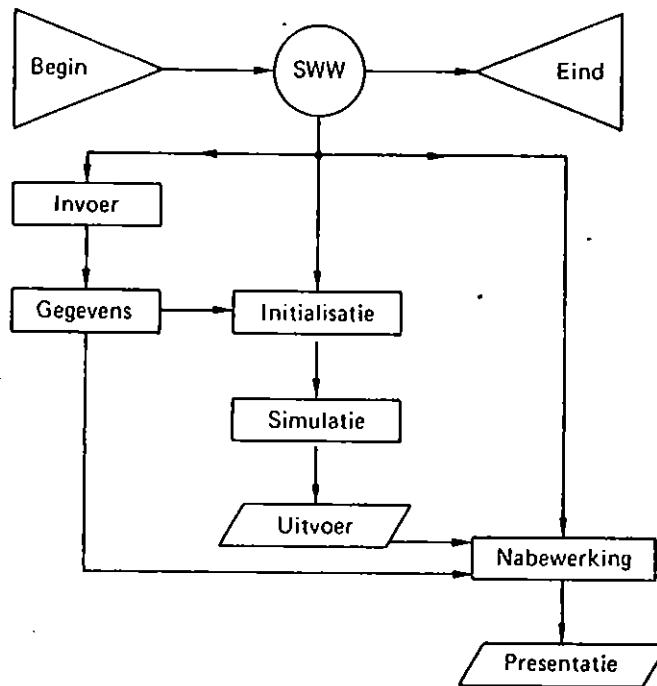 Begin
SWW
Eind
Invoer
Gegevens
Initialisatie
Simulatie
Uitvoer
Nabewerking
Presentatie